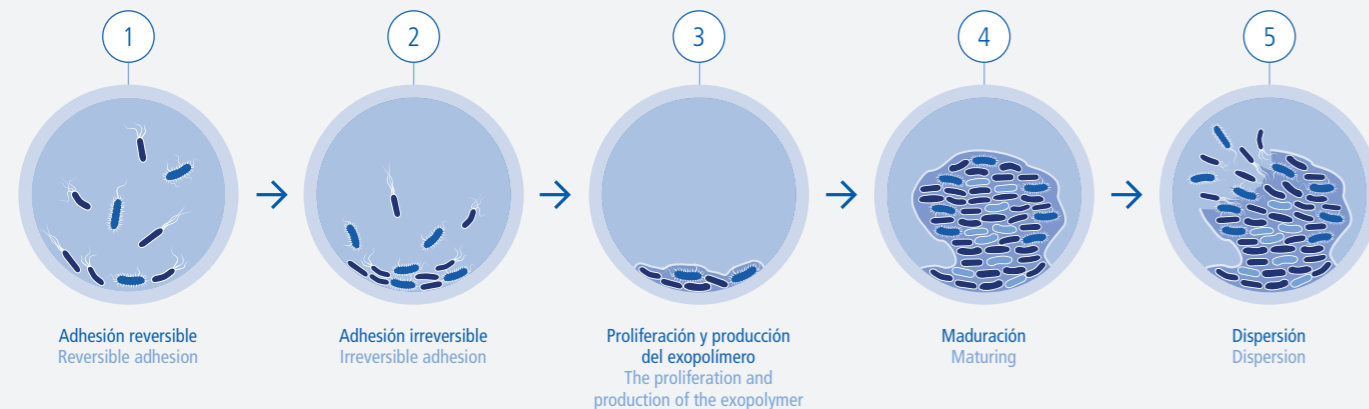 1
2
3
4
5
Adhesión reversible
Reversible adhesion
Adhesión irreversible
Irreversible adhesion
Proliferación y producción
del exopolímero
The proliferation and
production of the exopolymer
Maduración
Maturing
Dispersión
Dispersion